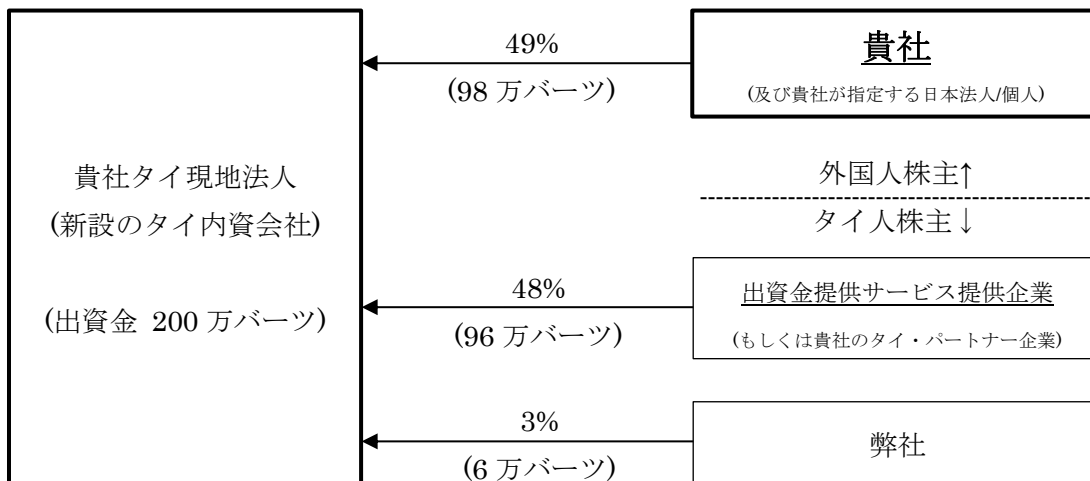 49%
(98 万バーツ)
貴社
(及び貴社が指定する日本法人/個人)
貴社タイ現地法人
(新設のタイ内資会社)
(出資金 200 万バーツ)
外国人株主↑
タイ人株主↓
48%
(96 万バーツ)
出資金提供サービス提供企業
(もしくは貴社のタイ・パートナー企業)
3%
(6 万バーツ)
弊社